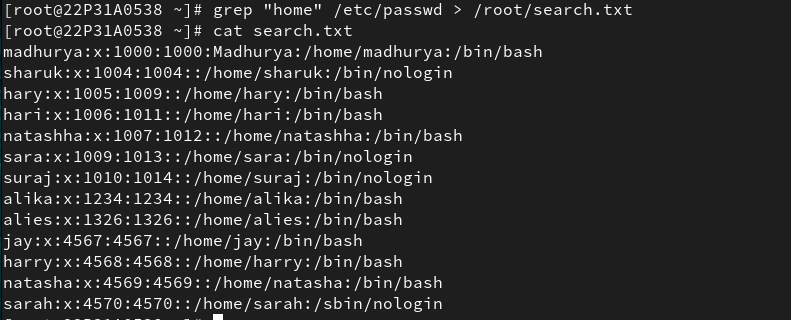 [root@22P31A0538 ~]# grep "home" /etc/passwd > /root/search.txt
[root@22P31A0538 ~]# cat search.txt
madhurya:x:1000:1000:Madhurya:/home/madhurya:/bin/bash
sharuk:x:1004:1004::/home/sharuk:/bin/nologin
hary:x:1005:1009::/home/hary:/bin/bash
hari:x:1006:1011::/home/hari:/bin/bash
natashha:x:1007:1012::/home/natashha:/bin/bash
sara:x:1009:1013::/home/sara:/bin/nologin
suraj:x:1010:1014::/home/suraj:/bin/nologin
alika:x:1234:1234::/home/alika:/bin/bash
alies:x:1326:1326::/home/alies:/bin/bash
jay:x:4567:4567::/home/jay:/bin/bash
harry:x:4568:4568::/home/harry:/bin/bash
natasha:x:4569:4569::/home/natasha:/bin/bash
sarah:x:4570:4570::/home/sarah:/sbin/nologin
[root@22P31A0538 ~]#